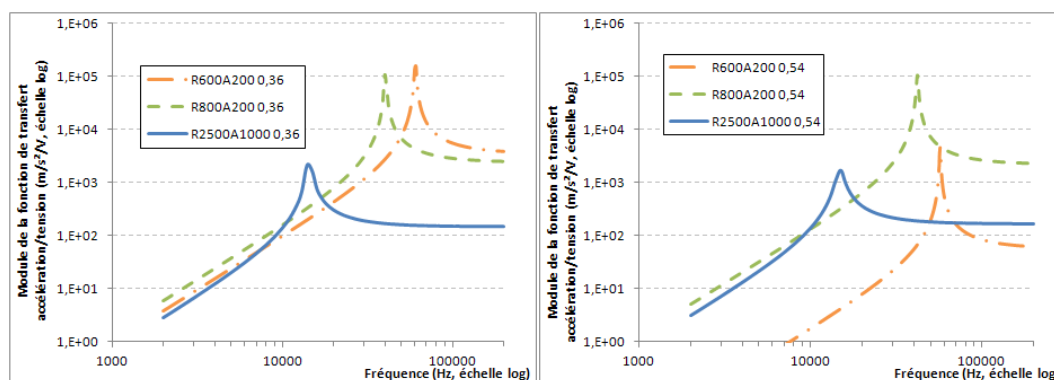 Module de la fonction de transfert
accélération/tension (m/s²/V, échelle log)
1,E+06
1,E+05
1,E+04
1,E+03
1,E+02
1,E+01
1,E+00
R600A200 0,36
R800A200 0,36
R2500A1000 0,36
1000
10000
100000
Fréquence (Hz, échelle log)
Module de la fonction de transfert
accélération/tension (m/s²/V, échelle log)
1,E+06
1,E+05
1,E+04
1,E+03
1,E+02
1,E+01
1,E+00
R600A200 0,54
R800A200 0,54
R2500A1000 0,54
1000
10000
100000
Fréquence (Hz, échelle log)